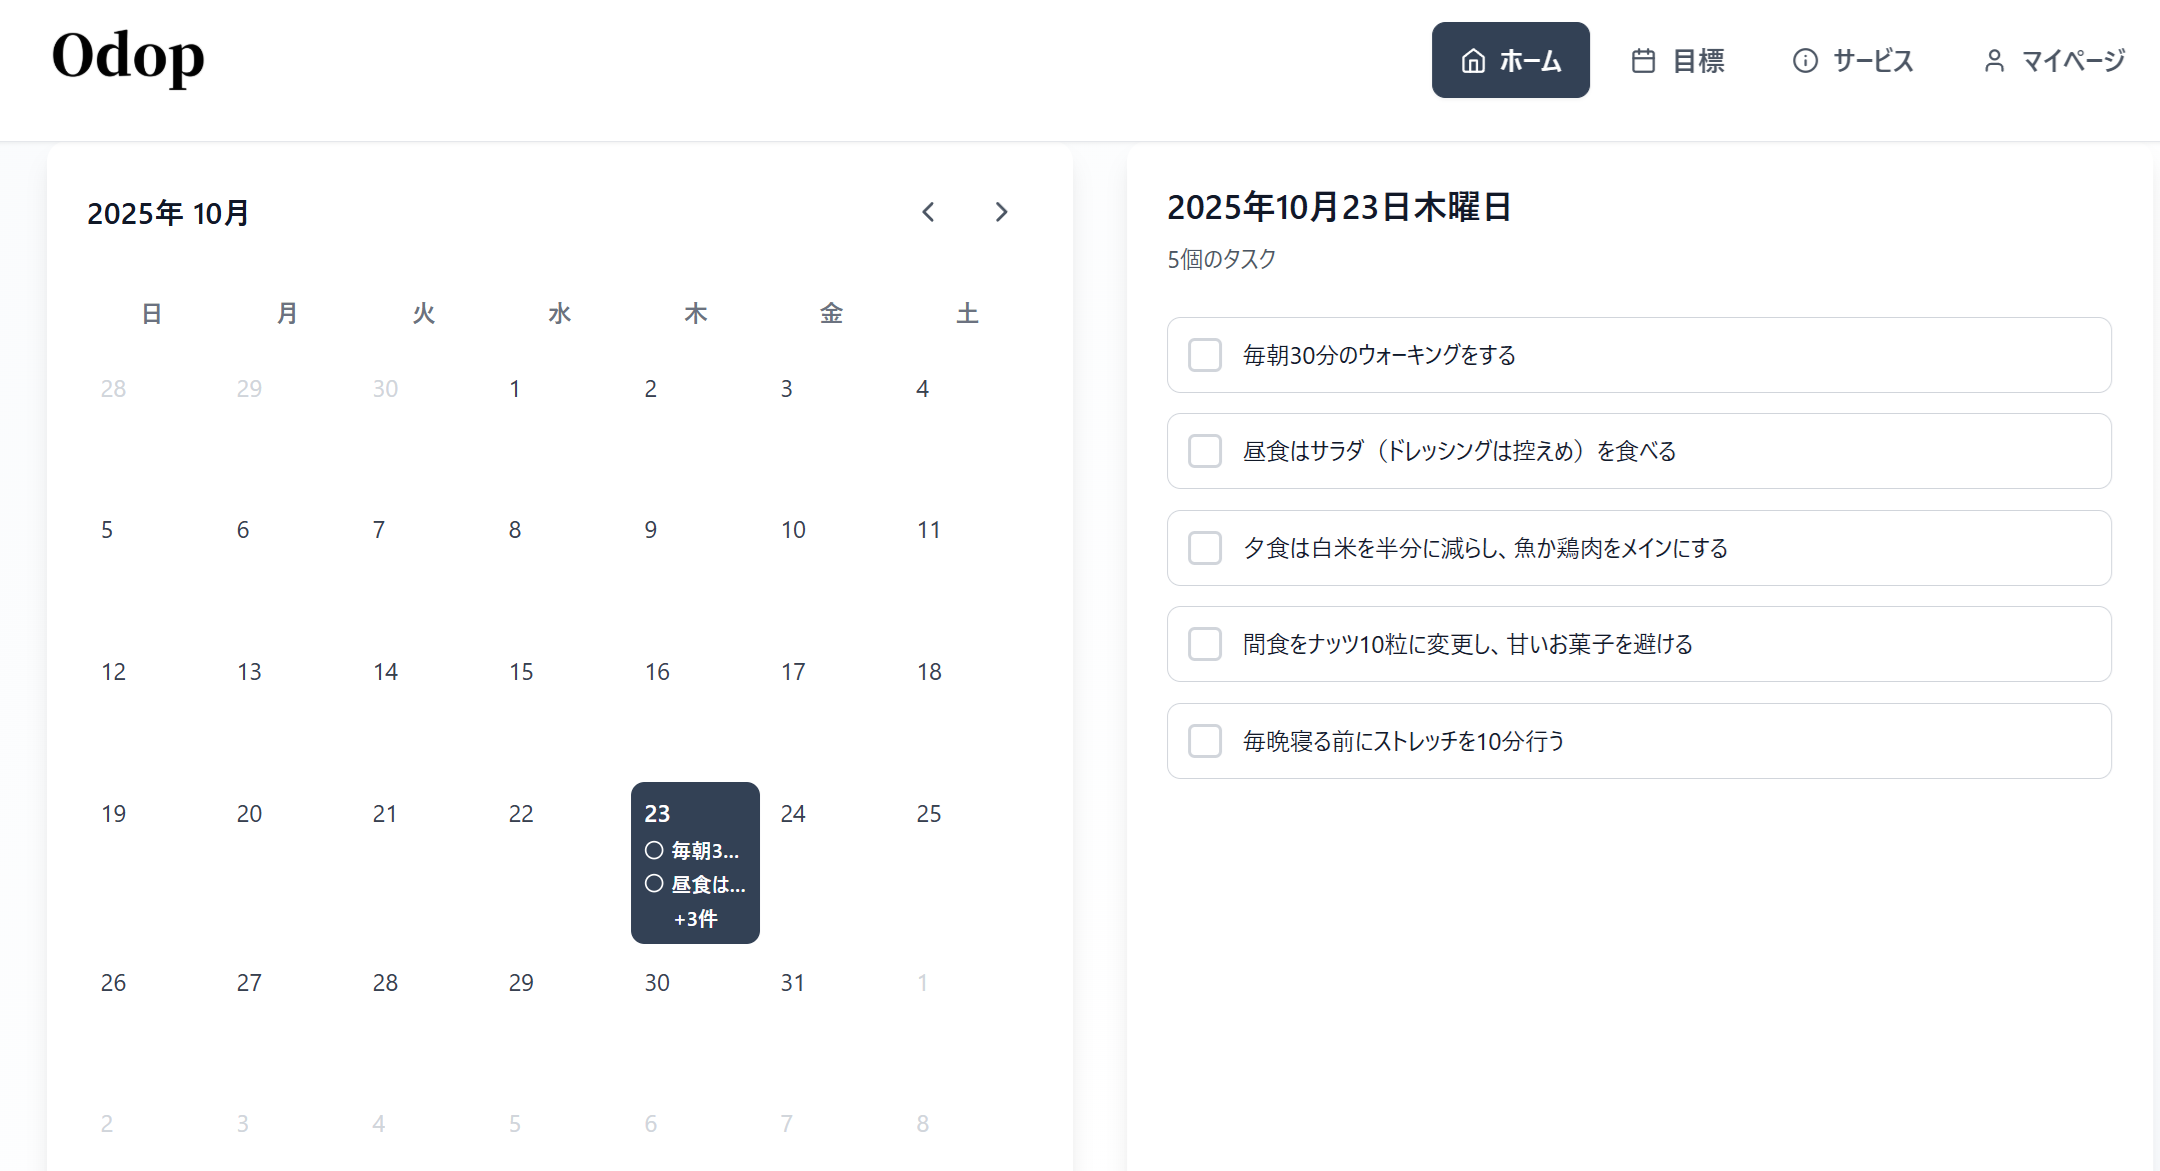 Odop
ホーム 目標 サービス マイページ
2025年 10月
日 月 火 水 木 金 土
28 29 30 1 2 3 4
5 6 7 8 9 10 11
12 13 14 15 16 17 18
19 20 21 22 23 24 25
毎朝3...
昼食は...
+3件
26 27 28 29 30 31 1
2 3 4 5 6 7 8
2025年10月23日木曜日
5個のタスク
毎朝30分のウォーキングをする
昼食はサラダ（ドレッシングは控えめ）を食べる
夕食は白米を半分に減らし、魚か鶏肉をメインにする
間食をナッツ10粒に変更し、甘いお菓子を避ける
毎晩寝る前にストレッチを10分行う